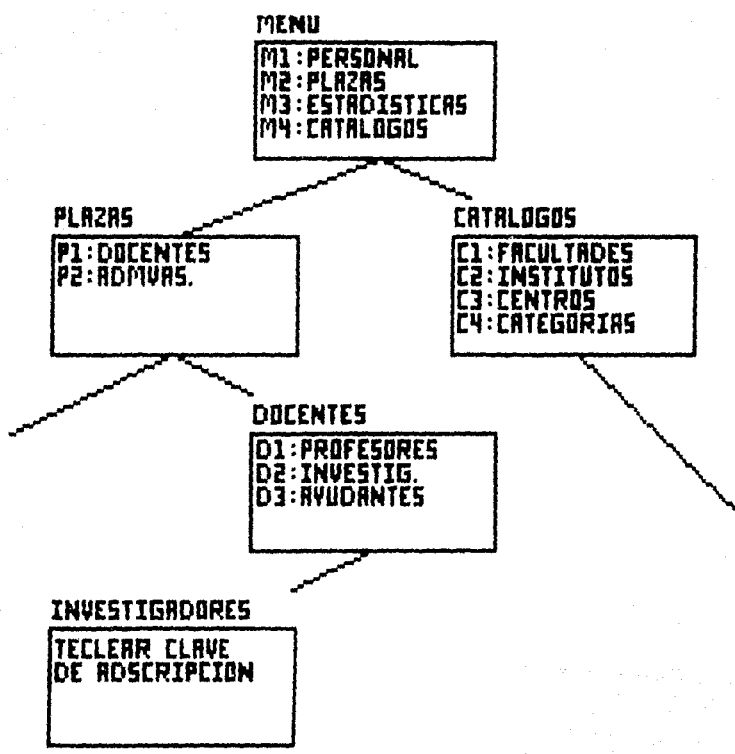 MENU
M1:PERSONAL
M2:PLAZAS
M3:ESTADISTICAS
M4:CATALOGOS
PLAZAS
P1:DOCENTES
P2:ADMVAS.
CATALOGOS
C1:FACULTADES
C2:INSTITUTOS
C3:CENTROS
C4:CATEGORIAS
DOCENTES
D1:PROFESORES
D2:INVESTIG.
D3:AYUDANTES
INVESTIGADORES
TECLEAR CLAVE
DE ADSCRIPCION